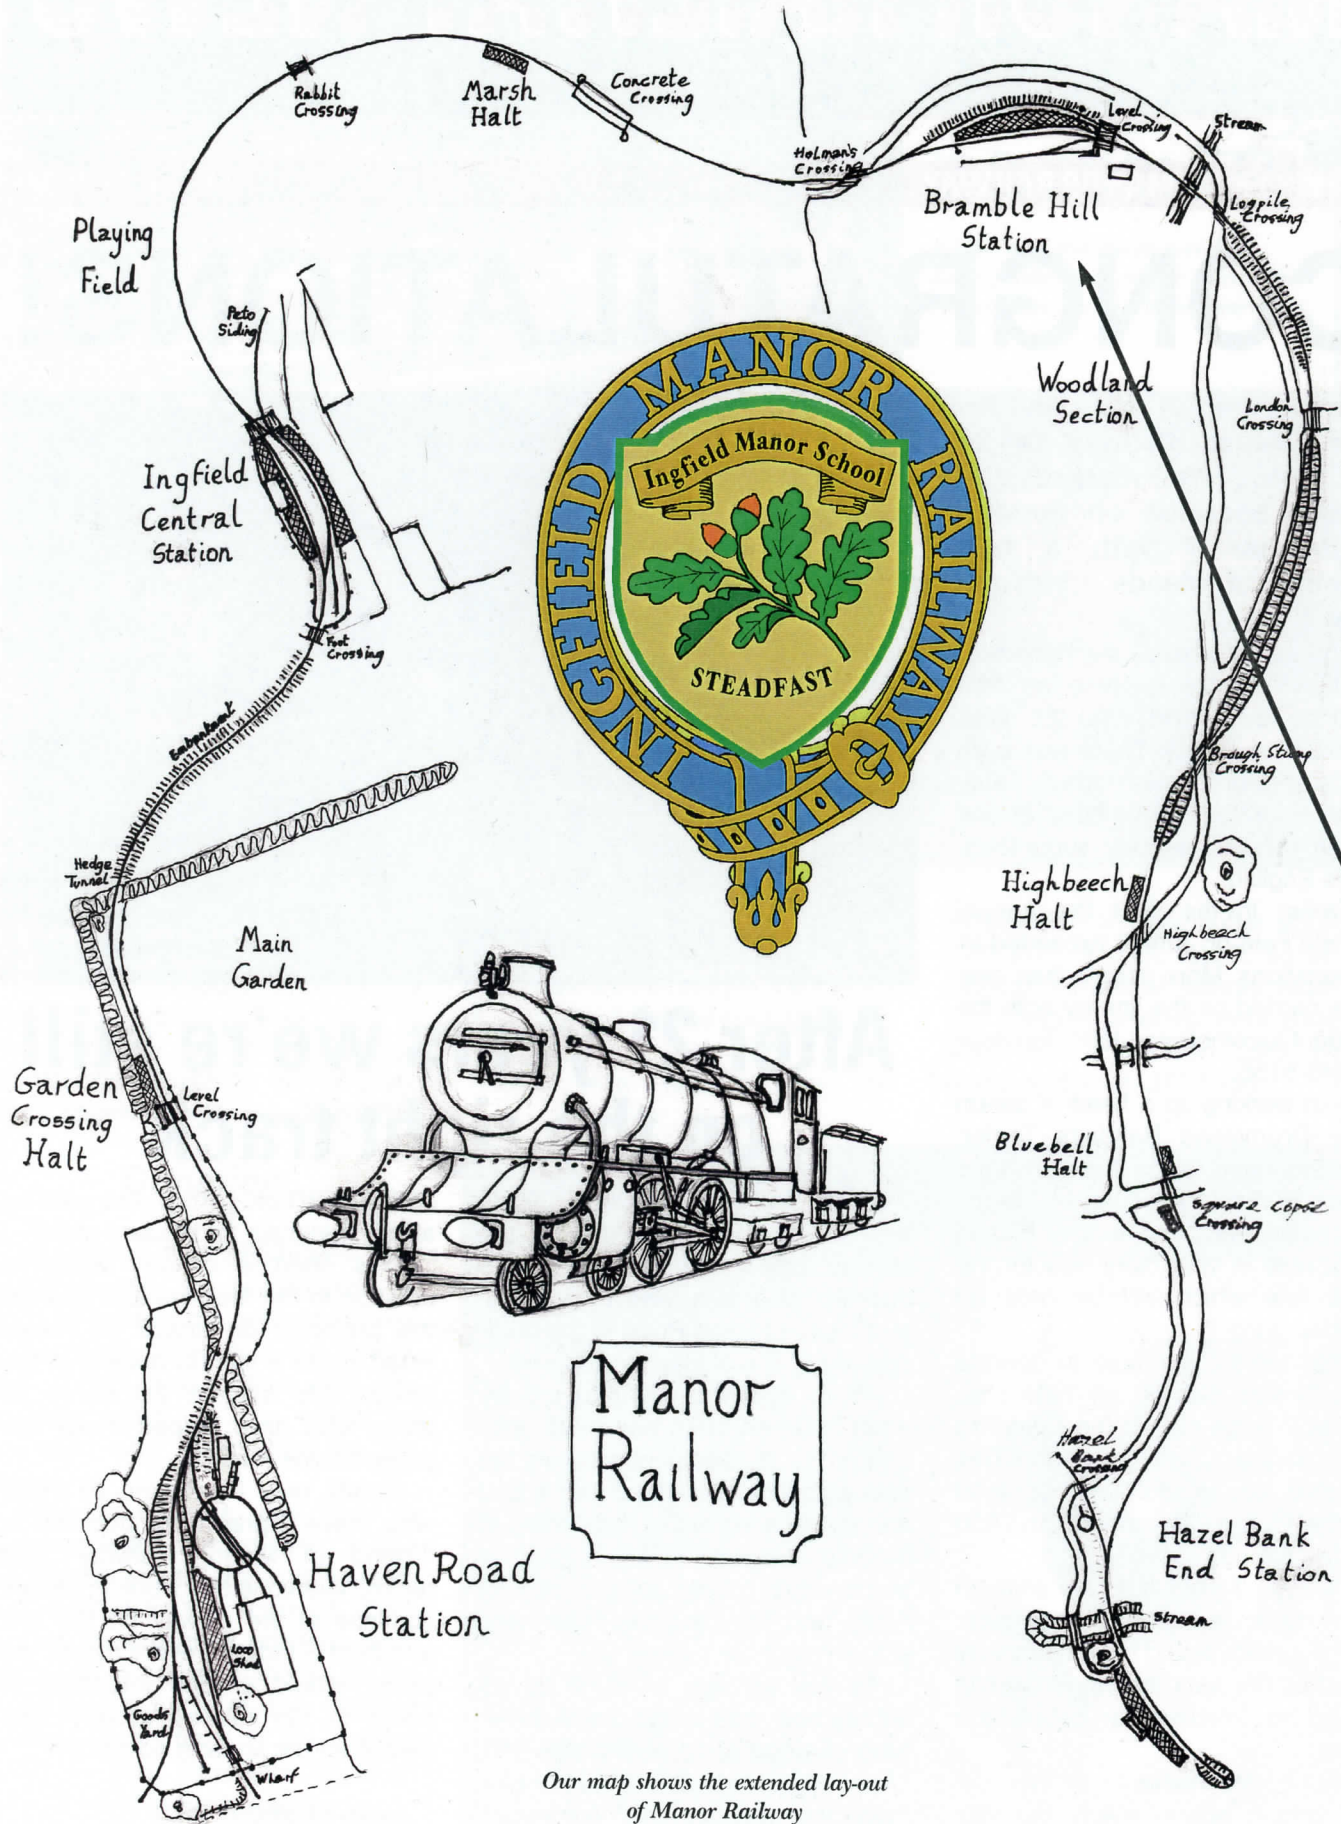 Rabbit
Crossing
Marsh
Halt
Concrete
Crossing
Holman's
Crossing
Level
Crossing
Stream
Bramble Hill
Station
Logpile
Crossing
Playing
Field
Peto
Siding
Woodland
Section
London
Crossing
Ingfield
Central
Station
Foot
Crossing
INGFIELD MANOR RAILWAY
Ingfield Manor School
STEADFAST
Embankment
Brough Stump
Crossing
Hedge
Tunnel
Highbeech
Halt
Highbeech
Crossing
Main
Garden
Garden
Crossing
Halt
Level
Crossing
Bluebell
Halt
Square Copse
Crossing
Manor
Railway
Hazel
Bank
Crossing
Hazel Bank
End Station
Stream
Haven Road
Station
Loco
Shed
Goods
Yard
Wharf
Our map shows the extended lay-out
of Manor Railway